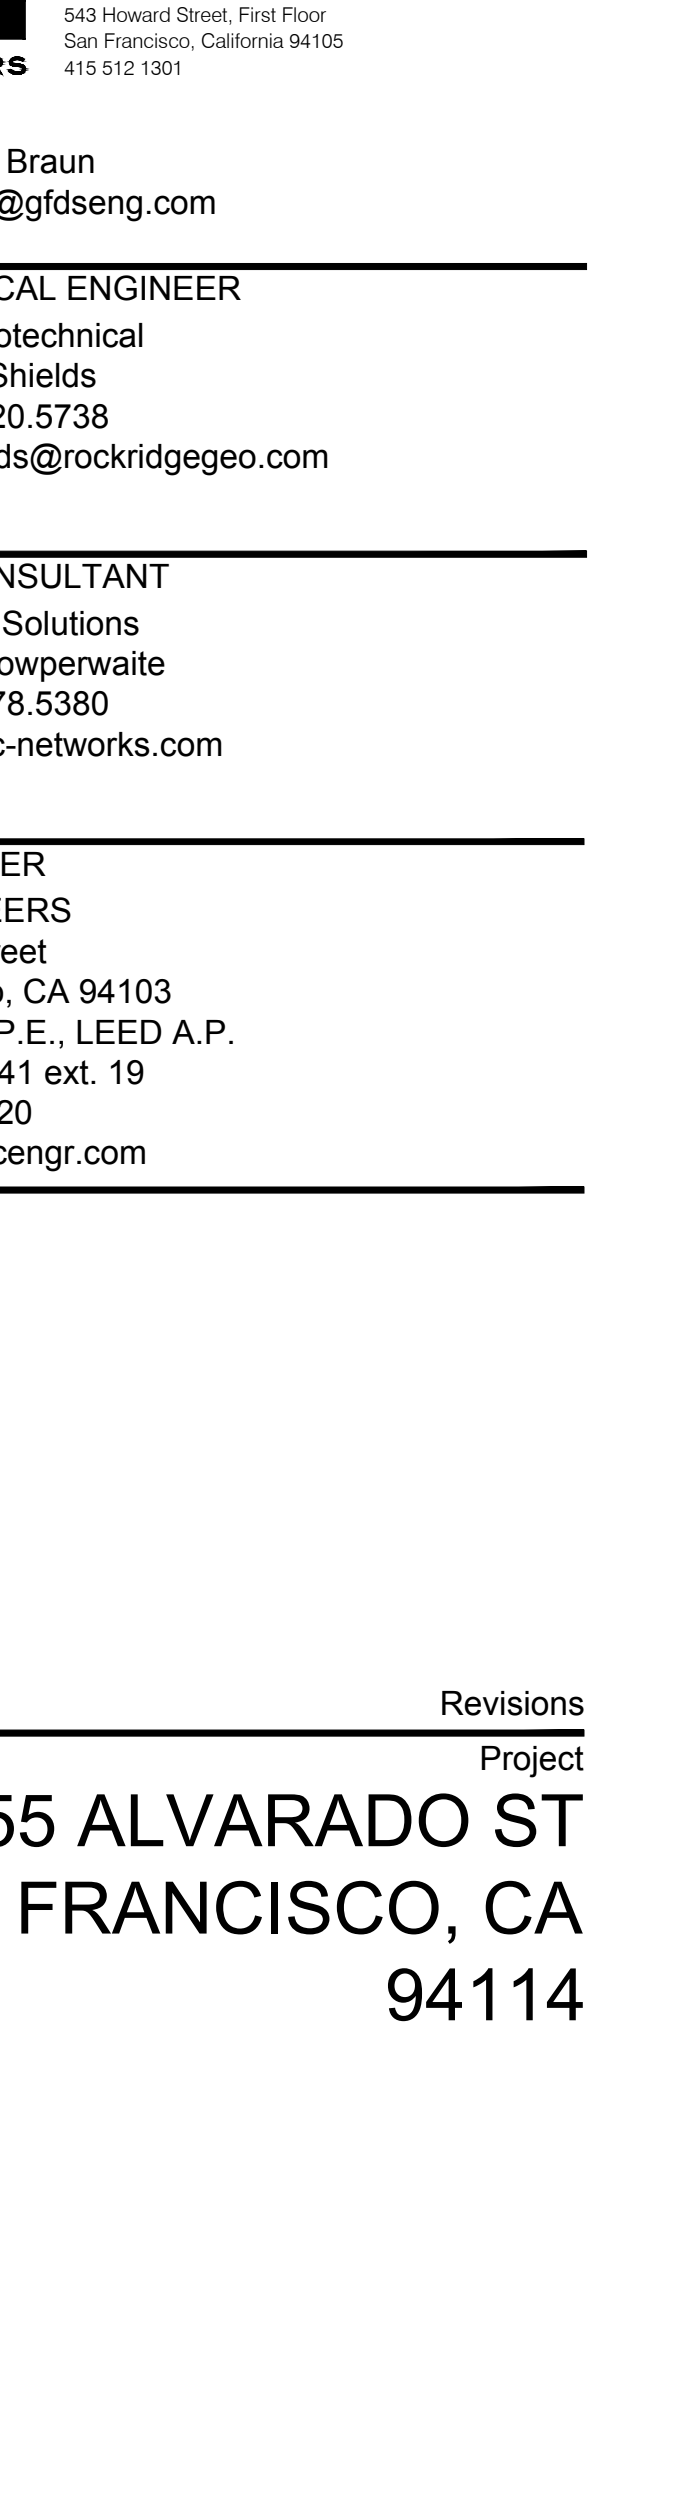 543 Howard Street, First Floor
San Francisco, California 94105
RS 415 512 1301
Braun
@gfdseng.com
CAL ENGINEER
otechnical
Shields
20.5738
ds@rockridgegeo.com
NSULTANT
Solutions
owperwaite
78.5380
c-networks.com
ER
EERS
reet
o, CA 94103
P.E., LEED A.P.
41 ext. 19
20
cengr.com
Revisions
Project
55 ALVARADO ST
FRANCISCO, CA
94114